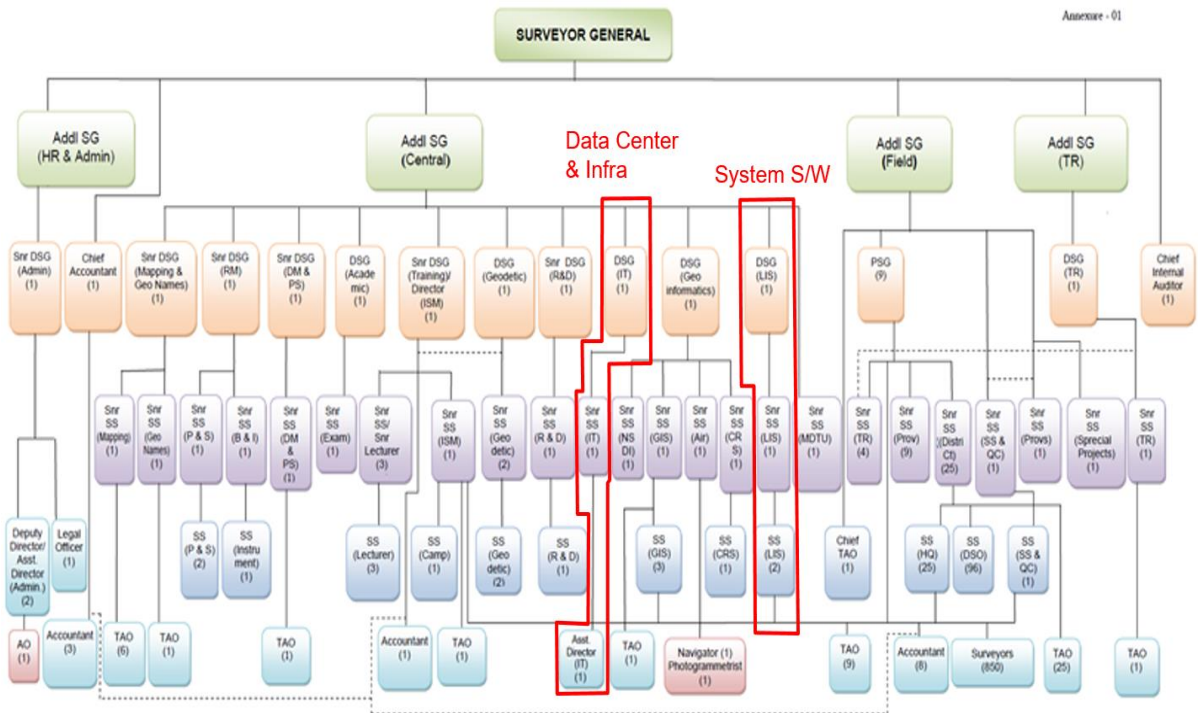 Annexure - 01
SURVEYOR GENERAL
Addl SG
(HR & Admin)
Addl SG
(Central)
Data Center
& Infra
System S/W
Addl SG
(Field)
Addl SG
(TR)
Snr DSG
(Admin)
(1)
Chief
Accountant
(1)
Snr DSG
(Mapping &
Geo Names)
(1)
Snr DSG
(RM)
(1)
Snr DSG
(DM &
PS)
(1)
DSG
(Acade
mic)
(1)
Snr DSG
(Training)/
Director
(ISM)
(1)
DSG
(Geodetic)
(1)
Snr DSG
(R&D)
(1)
DSG
(IT)
(1)
DSG
(Geo
informatics)
(1)
DSG
(LIS)
(1)
PSG
(9)
DSG
(TR)
(1)
Chief
Internal
Auditor
(1)
Snr
SS
(Mapping)
(1)
Snr
SS
(Geo
Names)
(1)
Snr
SS
(P & S)
(1)
Snr
SS
(B & I)
(1)
Snr
SS
(DM
&
PS)
(1)
Snr
SS
(Exam)
(1)
Snr
SS/
Snr
Lecturer
(3)
Snr
SS
(ISM)
(1)
Snr
SS
(Geo
detic)
(2)
Snr
SS
(R & D)
(1)
Snr
SS
(IT)
(1)
Snr
SS
(NS
DI)
(1)
Snr
SS
(GIS)
(1)
Snr
SS
(Air)
(1)
Snr
SS
(CR
S)
(1)
Snr
SS
(LIS)
(1)
Snr
SS
(MDTU)
(1)
Snr
SS
(TR)
(4)
Snr
SS
(Prov)
(9)
Snr
SS
)(Distri
Ct)
(25)
Snr
SS
(SS &
QC)
(1)
Snr
SS
(Provs)
(1)
Snr
SS
(Sprecial
Projects)
(1)
Snr
SS
(TR)
(1)
Deputy
Director/
Asst.
Director
(Admin.)
(2)
Legal
Officer
(1)
SS
(P & S)
(2)
SS
(Instru
ment)
(1)
SS
(Lecturer)
(3)
SS
(Camp)
(1)
SS
(Geo
detic)
(2)
SS
(R & D)
(1)
SS
(GIS)
(3)
SS
(CRS)
(1)
SS
(LIS)
(2)
Chief
TAO
(1)
SS
(HQ)
(25)
SS
(DSO)
(96)
SS
(SS &
QC)
(1)
AO
(1)
Accountant
(3)
TAO
(6)
TAO
(1)
TAO
(1)
Accountant
(1)
TAO
(1)
Asst.
Director
(IT)
(1)
TAO
(1)
Navigator (1)
Photogrammetrist
(1)
TAO
(9)
Accountant
(8)
Surveyors
(850)
TAO
(25)
TAO
(1)